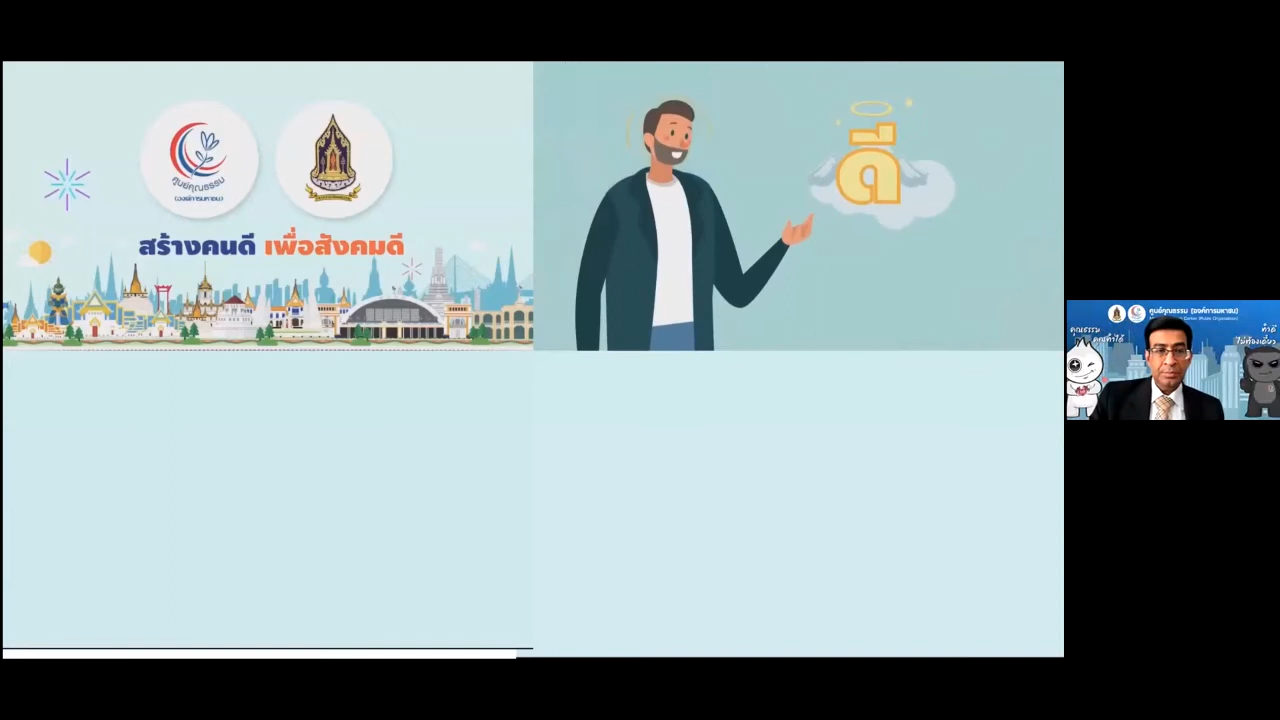 ศูนย์คุณธรรม
(องค์การมหาชน)
สร้างคนดี เพื่อสังคมดี
ดี
ศูนย์คุณธรรม (องค์การมหาชน)
คุณธรรม
คุณทำได้
ทำดี
ไม่ต้องเดี๋ยว